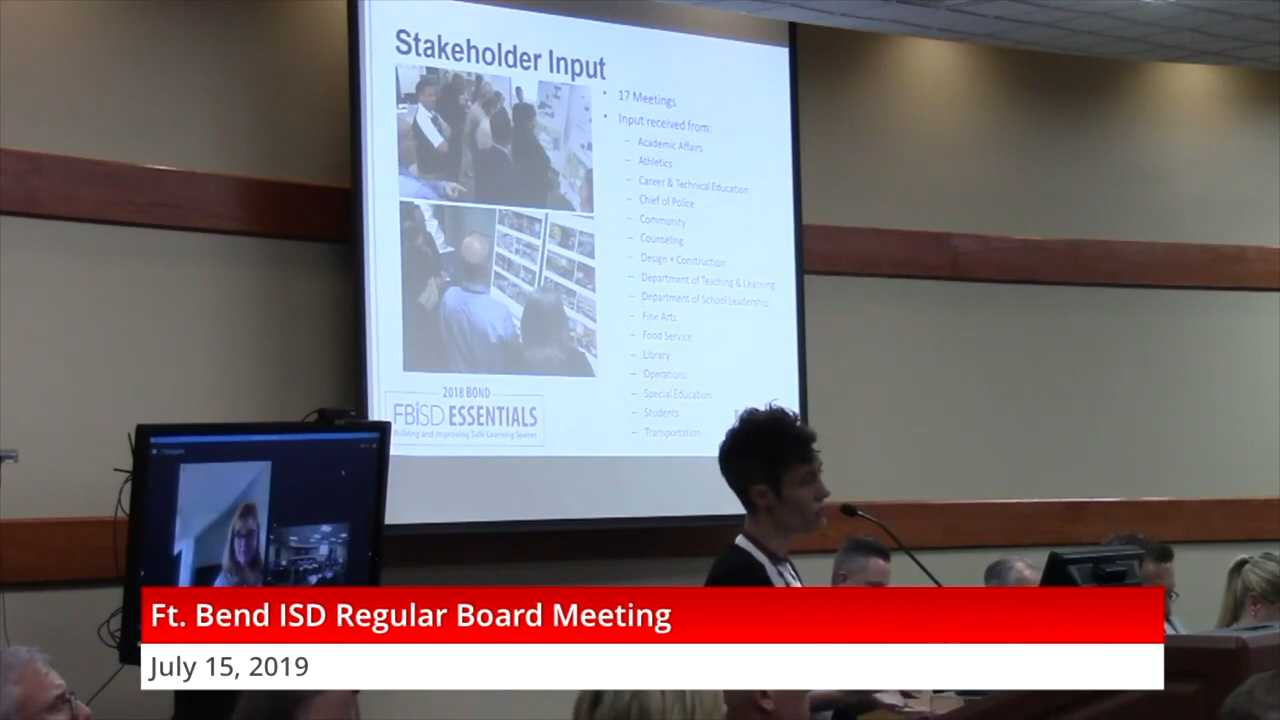 Stakeholder Input
• 17 Meetings
• Input received from:
– Academic Affairs
– Athletics
– Career & Technical Education
– Chief of Police
– Community
– Counseling
– Design + Construction
– Department of Teaching & Learning
– Department of School Leadership
– Fine Arts
– Food Service
– Library
– Operations
– Special Education
– Students
– Transportation
2018 BOND
FBISD ESSENTIALS
Building and Improving Safe Learning Spaces
Ft. Bend ISD Regular Board Meeting
July 15, 2019